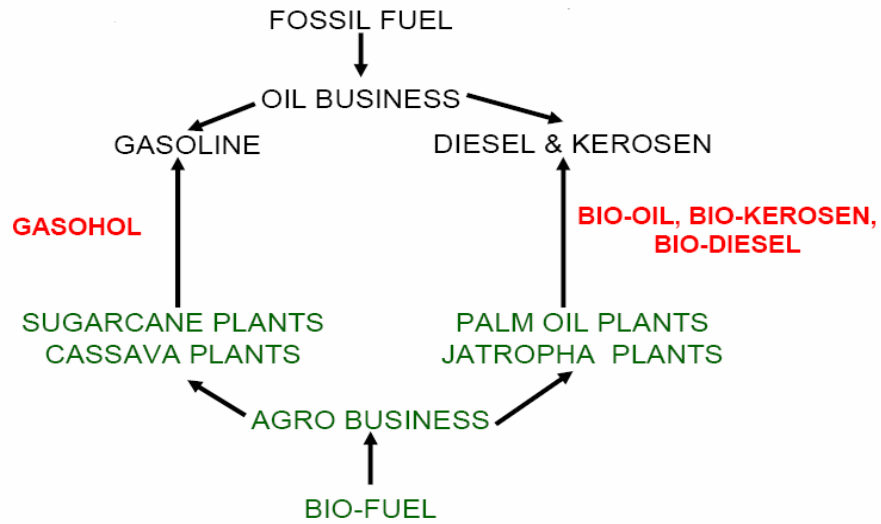 FOSSIL FUEL
OIL BUSINESS
GASOLINE
DIESEL & KEROSEN
GASOHOL
BIO-OIL, BIO-KEROSEN,
BIO-DIESEL
SUGARCANE PLANTS
CASSAVA PLANTS
PALM OIL PLANTS
JATROPHA PLANTS
AGRO BUSINESS
BIO-FUEL